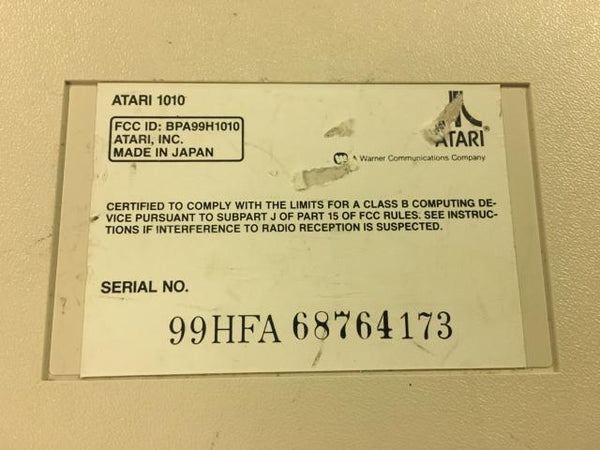 ATARI 1010
FCC ID: BPA99H1010
ATARI, INC.
MADE IN JAPAN
ATARI®
A Warner Communications Company
CERTIFIED TO COMPLY WITH THE LIMITS FOR A CLASS B COMPUTING DE-
VICE PURSUANT TO SUBPART J OF PART 15 OF FCC RULES. SEE INSTRUC-
TIONS IF INTERFERENCE TO RADIO RECEPTION IS SUSPECTED.
SERIAL NO.
99HFA 68764173